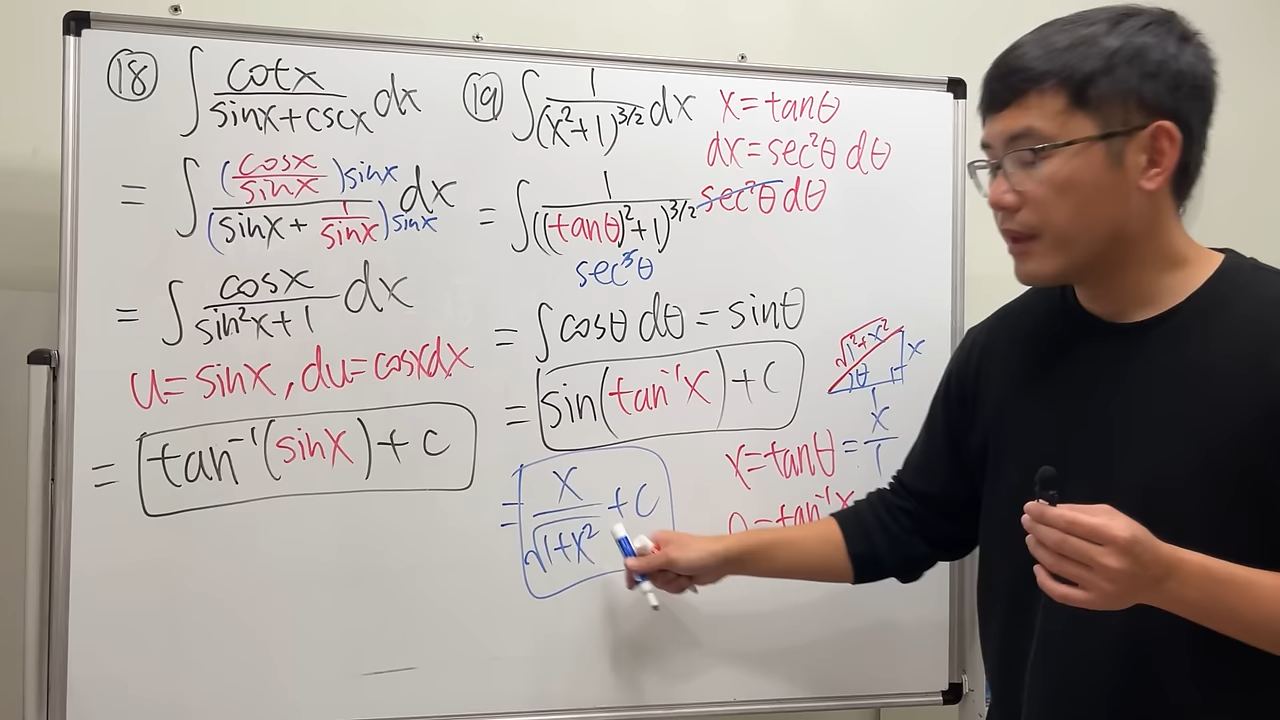 ⑱ ∫ cotx/(sinx+cscx) dx
= ∫ ((cosx/sinx)sinx)/((sinx+1/sinx)sinx) dx
= ∫ cosx/(sin²x+1) dx
u=sinx, du=cosxdx
= tan⁻¹(sinx)+C
⑲ ∫ 1/(x²+1)^(3/2) dx
x=tanθ
dx=sec²θ dθ
= ∫ 1/((tanθ)²+1)^(3/2) sec²θ dθ
sec³θ
= ∫ cosθ dθ = sinθ
= sin(tan⁻¹x)+C
√1+x²
x
θ
1
x=tanθ=x/1
θ=tan⁻¹x
= x/√1+x² +C